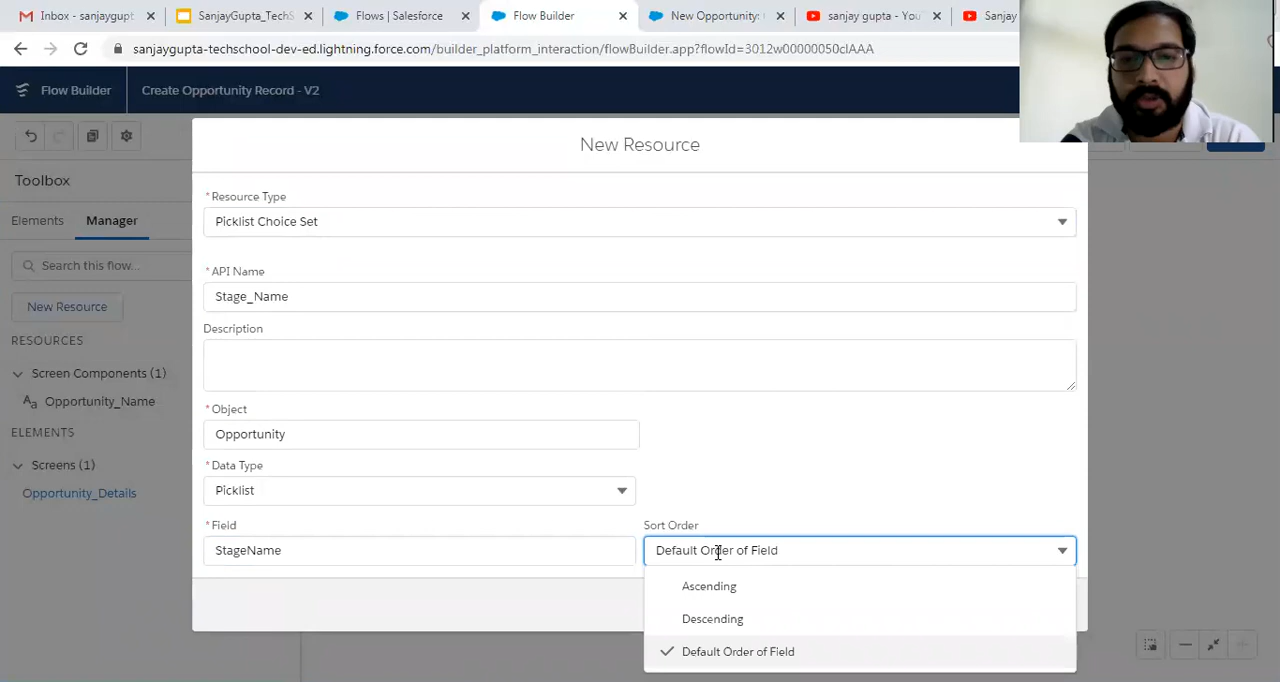 Inbox - sanjaygupt
SanjayGupta_TechS
Flows | Salesforce
Flow Builder
New Opportunity:
sanjay gupta - You
Sanjay
sanjaygupta-techschool-dev-ed.lightning.force.com/builder_platform_interaction/flowBuilder.app?flowId=3012w00000050clAAA
Flow Builder
Create Opportunity Record - V2
New Resource
Toolbox
Elements
Manager
Search this flow...
New Resource
RESOURCES
Screen Components (1)
Opportunity_Name
ELEMENTS
Screens (1)
Opportunity_Details
* Resource Type
Picklist Choice Set
* API Name
Stage_Name
Description
* Object
Opportunity
* Data Type
Picklist
* Field
StageName
Sort Order
Default Order of Field
Ascending
Descending
Default Order of Field